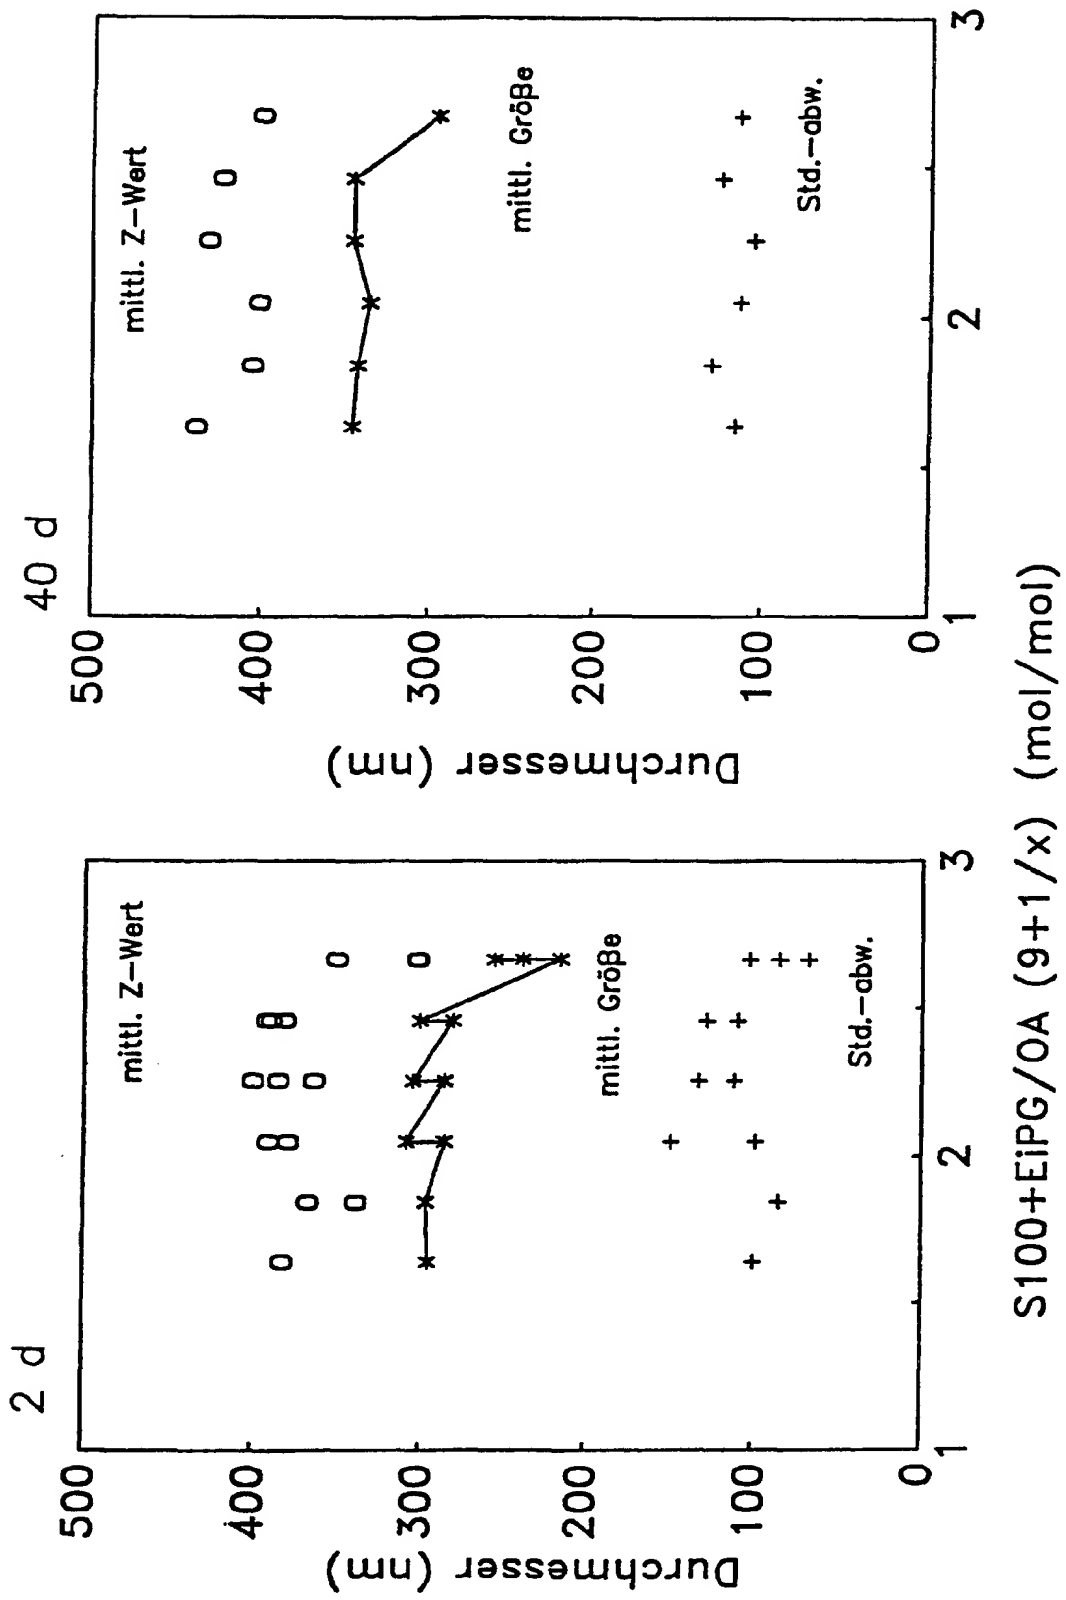 2 d
500
400
300
200
100
0
Durchmesser (nm)
mittl. Z-Wert
mittl. Größe
Std.-abw.
1
2
3
40 d
500
400
300
200
100
0
Durchmesser (nm)
mittl. Z-Wert
mittl. Größe
Std.-abw.
1
2
3
S100+EiPG/OA (9+1/x) (mol/mol)